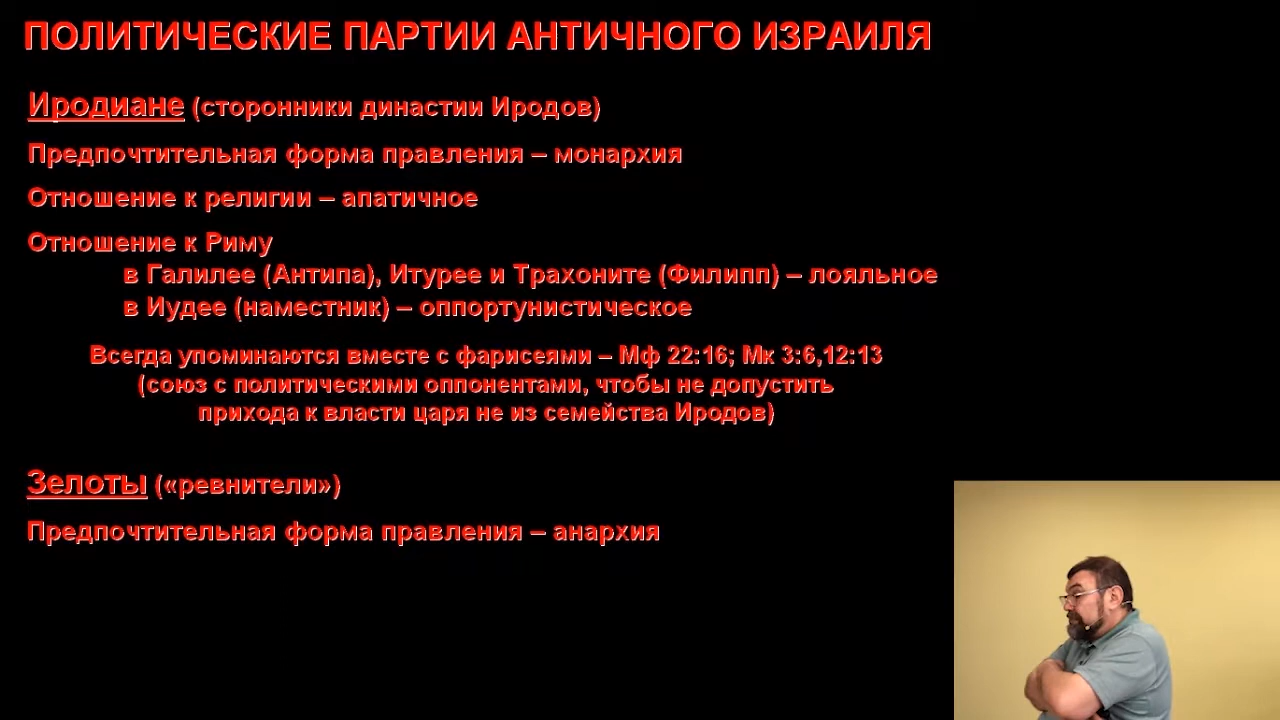 ПОЛИТИЧЕСКИЕ ПАРТИИ АНТИЧНОГО ИЗРАИЛЯ
Иродиане (сторонники династии Иродов)
Предпочтительная форма правления – монархия
Отношение к религии – апатичное
Отношение к Риму
в Галилее (Антипа), Итурее и Трахоните (Филипп) – лояльное
в Иудее (наместник) – оппортунистическое
Всегда упоминаются вместе с фарисеями – Мф 22:16; Мк 3:6,12:13
(союз с политическими оппонентами, чтобы не допустить
прихода к власти царя не из семейства Иродов)
Зелоты («ревнители»)
Предпочтительная форма правления – анархия